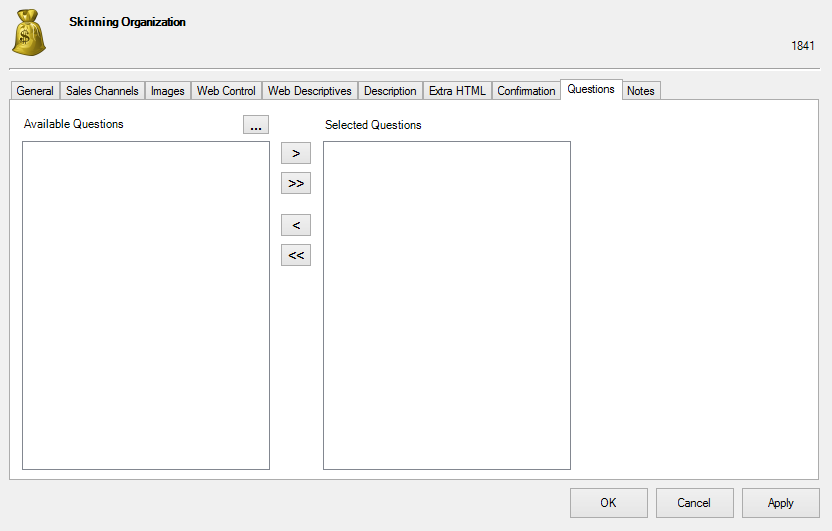 Skinning Organization
1841
General Sales Channels Images Web Control Web Descriptives Description Extra HTML Confirmation Questions Notes
Available Questions ... Selected Questions
>
>>
<
<<
OK Cancel Apply